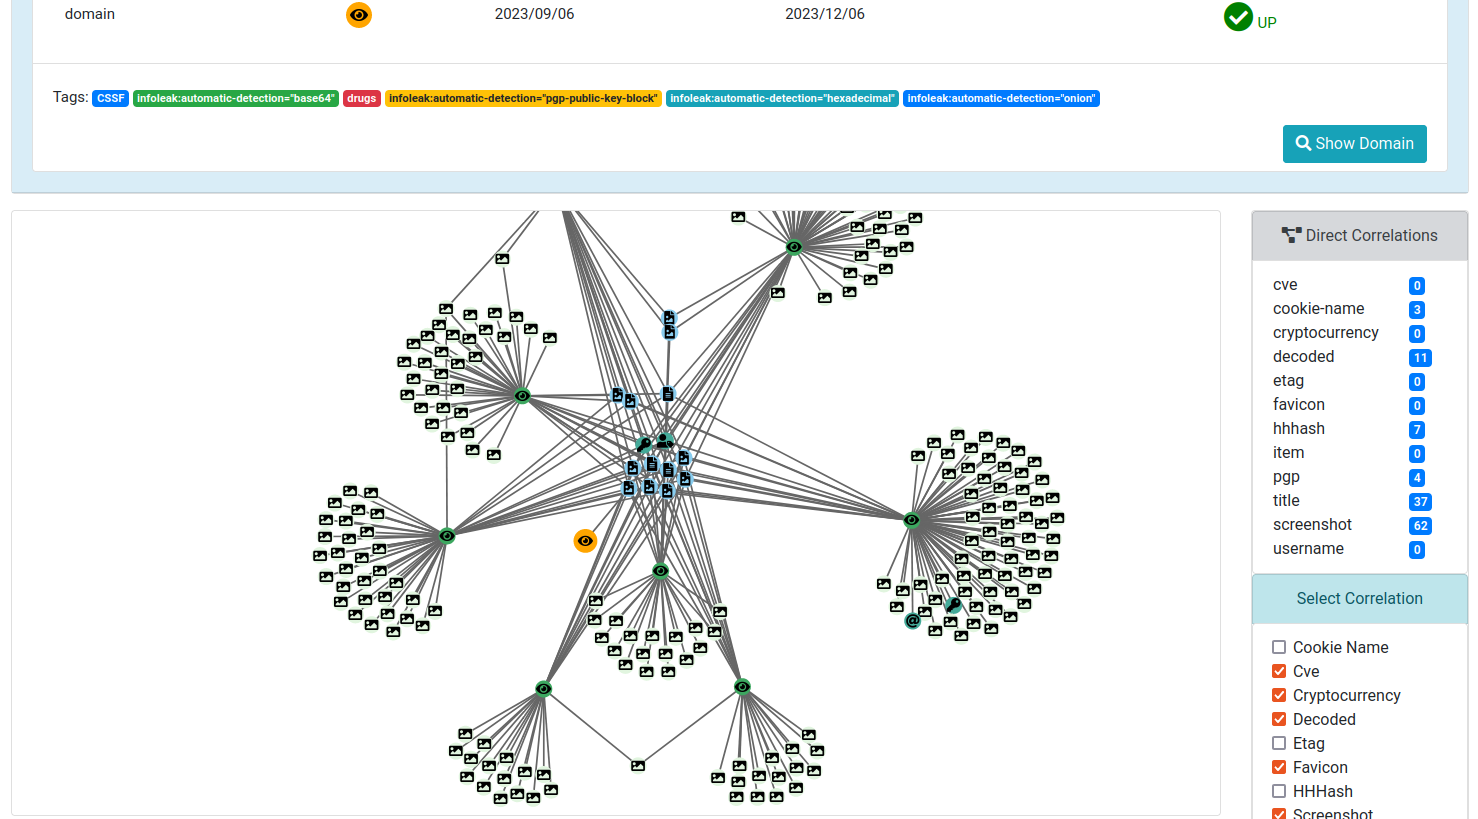 domain 2023/09/06 2023/12/06 UP
Tags: CSSF infoleak:automatic-detection="base64" drugs infoleak:automatic-detection="pgp-public-key-block" infoleak:automatic-detection="hexadecimal" infoleak:automatic-detection="onion"
Show Domain
Direct Correlations
cve 0
cookie-name 3
cryptocurrency 0
decoded 11
etag 0
favicon 0
hhhash 7
item 0
pgp 4
title 37
screenshot 62
username 0
Select Correlation
Cookie Name
Cve
Cryptocurrency
Decoded
Etag
Favicon
HHHash
Screenshot